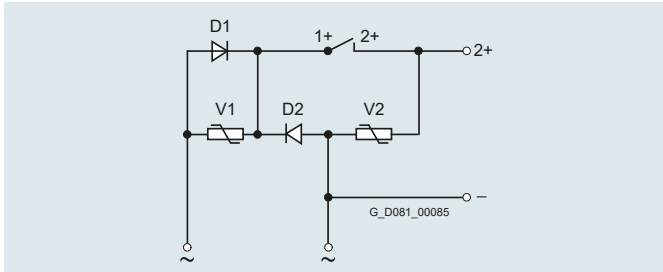 D1
1+ 2+
2+
V1 D2 V2
−
G_D081_00085
~ ~